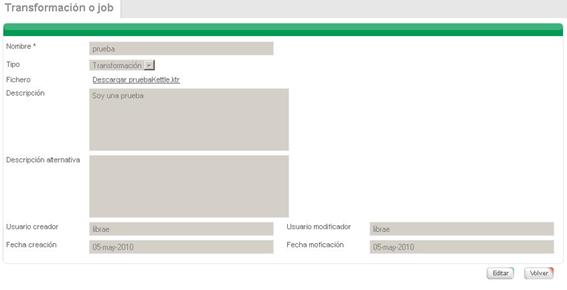 Transformación o job
Nombre * prueba
Tipo Transformación
Fichero Descargar pruebaKettle.ktr
Descripción Soy una prueba
Descripción alternativa
Usuario creador librae Usuario modificador librae
Fecha creación 05-may-2010 Fecha moticación 05-may-2010
Editar Volver